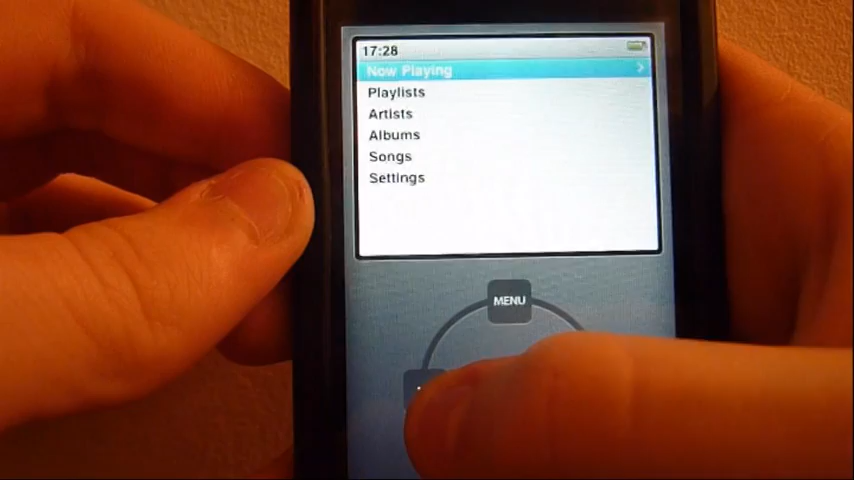 17:28
Now Playing
Playlists
Artists
Albums
Songs
Settings
MENU